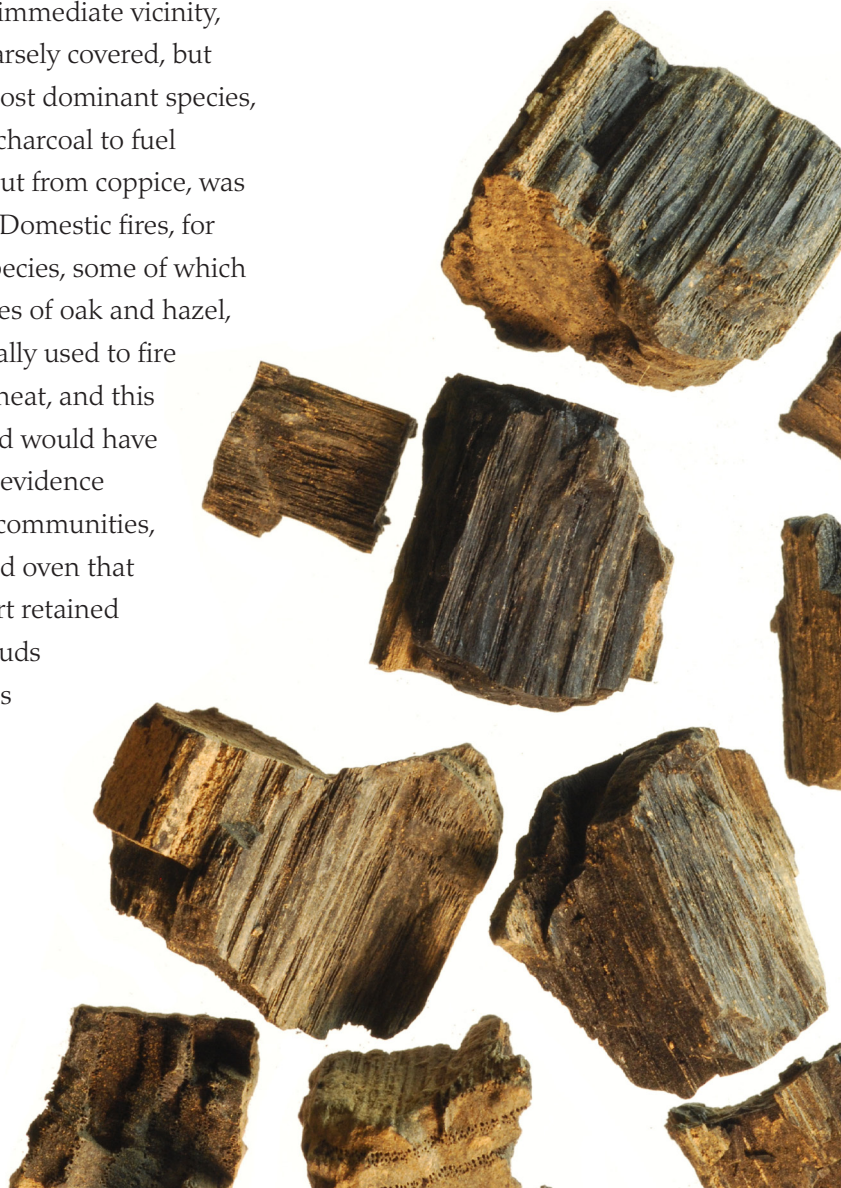 immediate vicinity,
arsely covered, but
ost dominant species,
charcoal to fuel
ut from coppice, was
Domestic fires, for
pecies, some of which
es of oak and hazel,
ally used to fire
heat, and this
d would have
evidence
communities,
d oven that
rt retained
uds
s